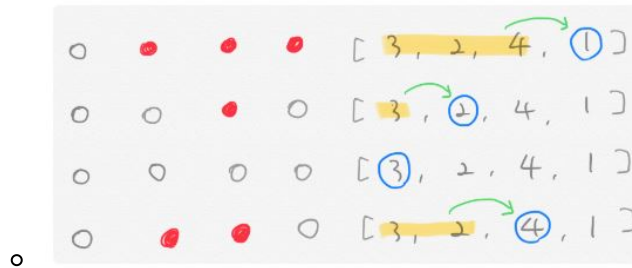 [ 3, 2, 4, 1 ]
[ 3, 2, 4, 1 ]
[ 3, 2, 4, 1 ]
[ 3, 2, 4, 1 ]